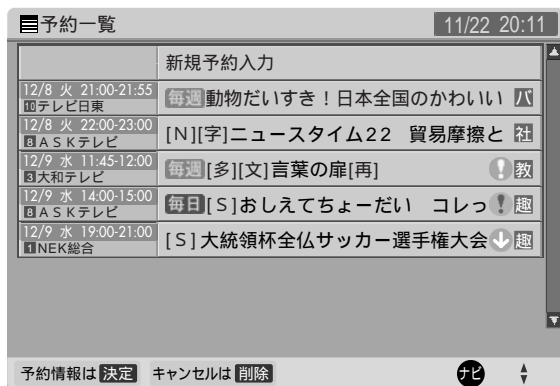 予約一覧 11/22 20:11
新規予約入力
12/8 火 21:00-21:55
10テレビ日東
毎週動物だいすき！日本全国のかわいい バ
12/8 火 22:00-23:00
8ASKテレビ
[N][字]ニュースタイム22 貿易摩擦と 社
12/9 水 11:45-12:00
3大和テレビ
毎週[多][文]言葉の扉[再] ! 教
12/9 水 14:00-15:00
8ASKテレビ
毎日[S]おしえてちょーだい コレっ ! 趣
12/9 水 19:00-21:00
1NEK総合
[S]大統領杯全仏サッカー選手権大会 趣
予約情報は 決定 キャンセルは 削除 ナビ